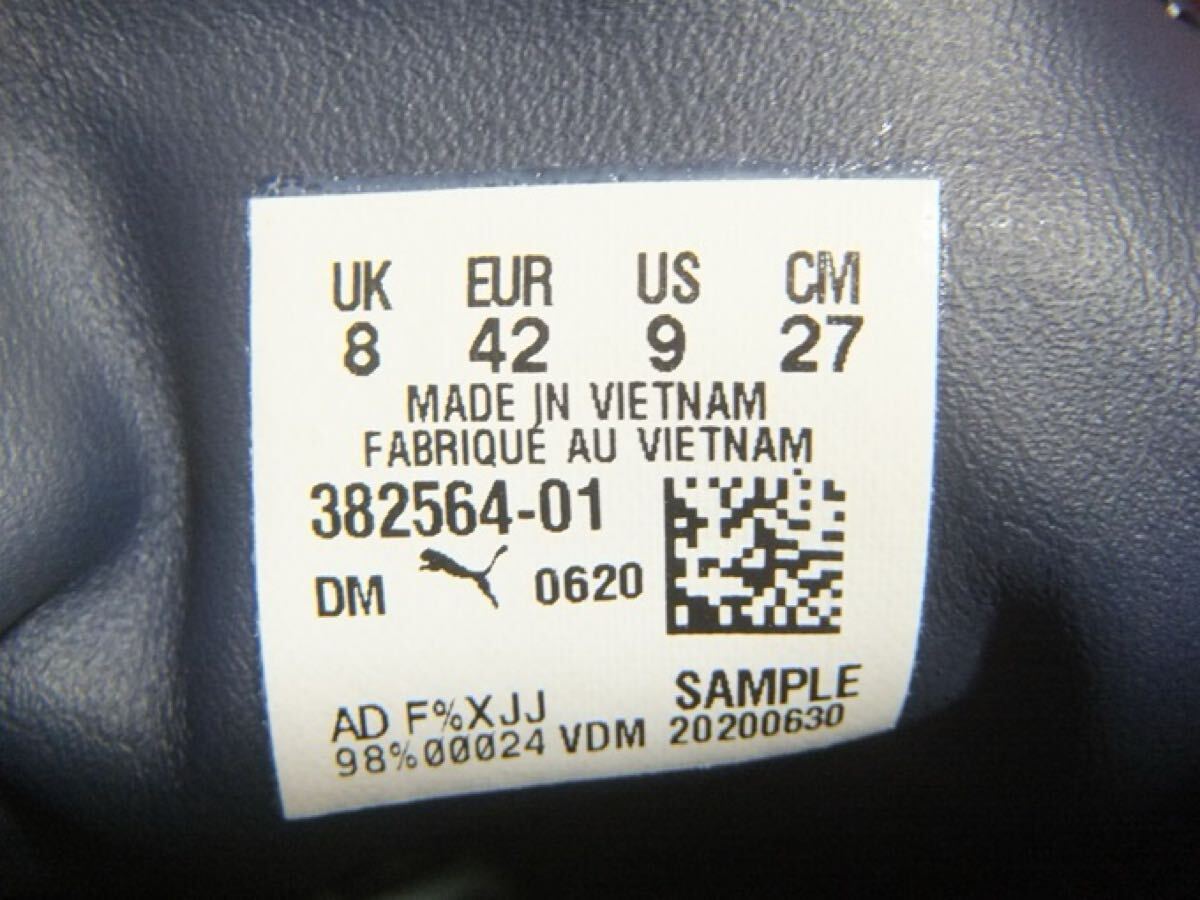 UK EUR US CM
8 42 9 27
MADE IN VIETNAM
FABRIQUÉ AU VIETNAM
382564-01
DM 0620
SAMPLE
AD F%XJJ
98%00024 VDM 20200630